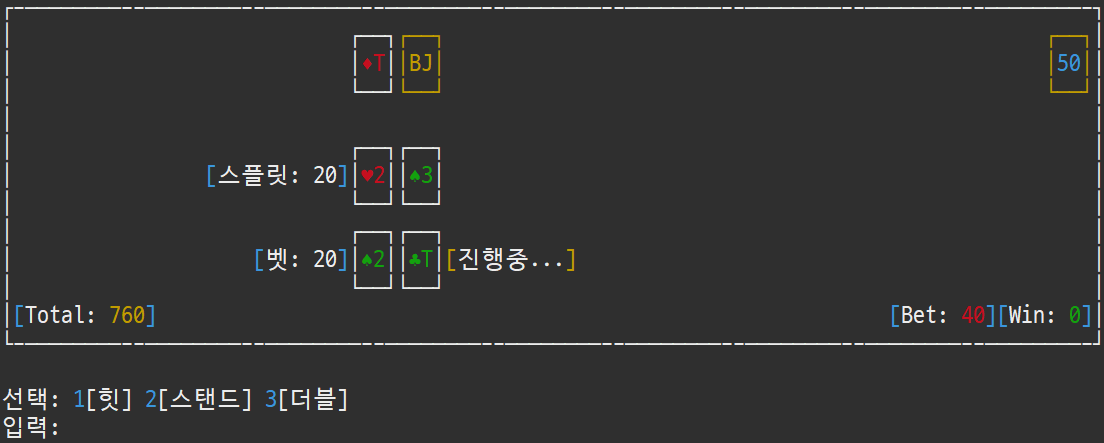 ♦T BJ 50
[스플릿: 20] ♥2 ♠3
[벳: 20] ♠2 ♣T [진행중...]
[Total: 760] [Bet: 40][Win: 0]
선택: 1[힛] 2[스탠드] 3[더블]
입력: